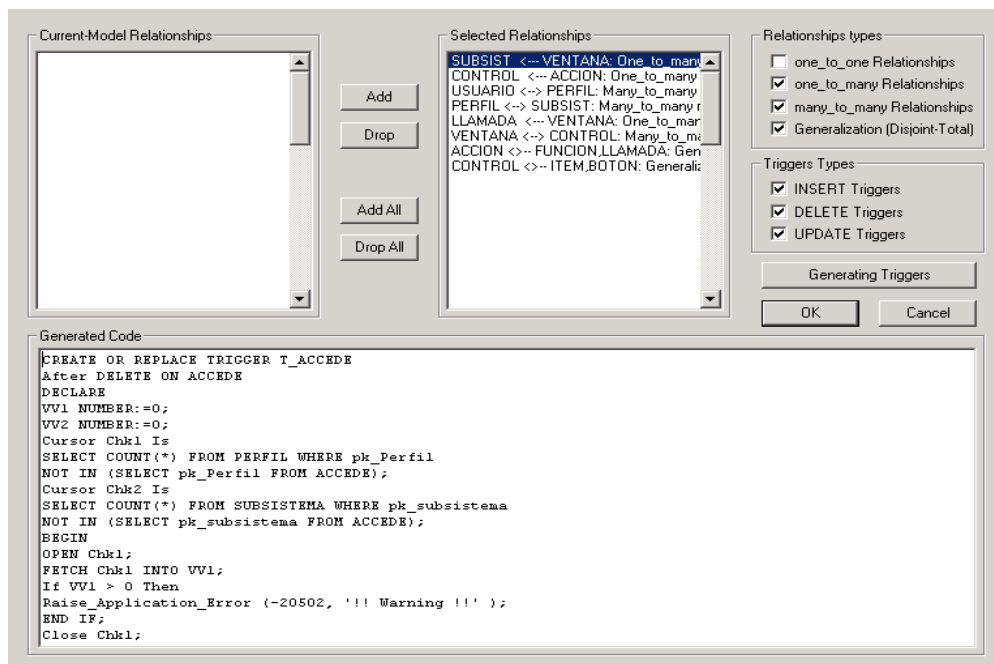 Current-Model Relationships
Add
Drop
Add All
Drop All
Selected Relationships
SUBSIST <--- VENTANA: One_to_many
CONTROL <--- ACCION: One_to_many
USUARIO <--> PERFIL: Many_to_many
PERFIL <--> SUBSIST: Many_to_many r
LLAMADA <--- VENTANA: One_to_mar
VENTANA <--> CONTROL: Many_to_ma
ACCION <>-- FUNCION,LLAMADA: Gen
CONTROL <>-- ITEM,BOTON: Generaliz
Relationships types
one_to_one Relationships
one_to_many Relationships
many_to_many Relationships
Generalization (Disjoint-Total)
Triggers Types
INSERT Triggers
DELETE Triggers
UPDATE Triggers
Generating Triggers
OK
Cancel
Generated Code
CREATE OR REPLACE TRIGGER T_ACCEDE
After DELETE ON ACCEDE
DECLARE
VV1 NUMBER:=0;
VV2 NUMBER:=0;
Cursor Chk1 Is
SELECT COUNT(*) FROM PERFIL WHERE pk_Perfil
NOT IN (SELECT pk_Perfil FROM ACCEDE);
Cursor Chk2 Is
SELECT COUNT(*) FROM SUBSISTEMA WHERE pk_subsistema
NOT IN (SELECT pk_subsistema FROM ACCEDE);
BEGIN
OPEN Chk1;
FETCH Chk1 INTO VV1;
If VV1 > 0 Then
Raise_Application_Error (-20502, '!! Warning !!' );
END IF;
Close Chk1;